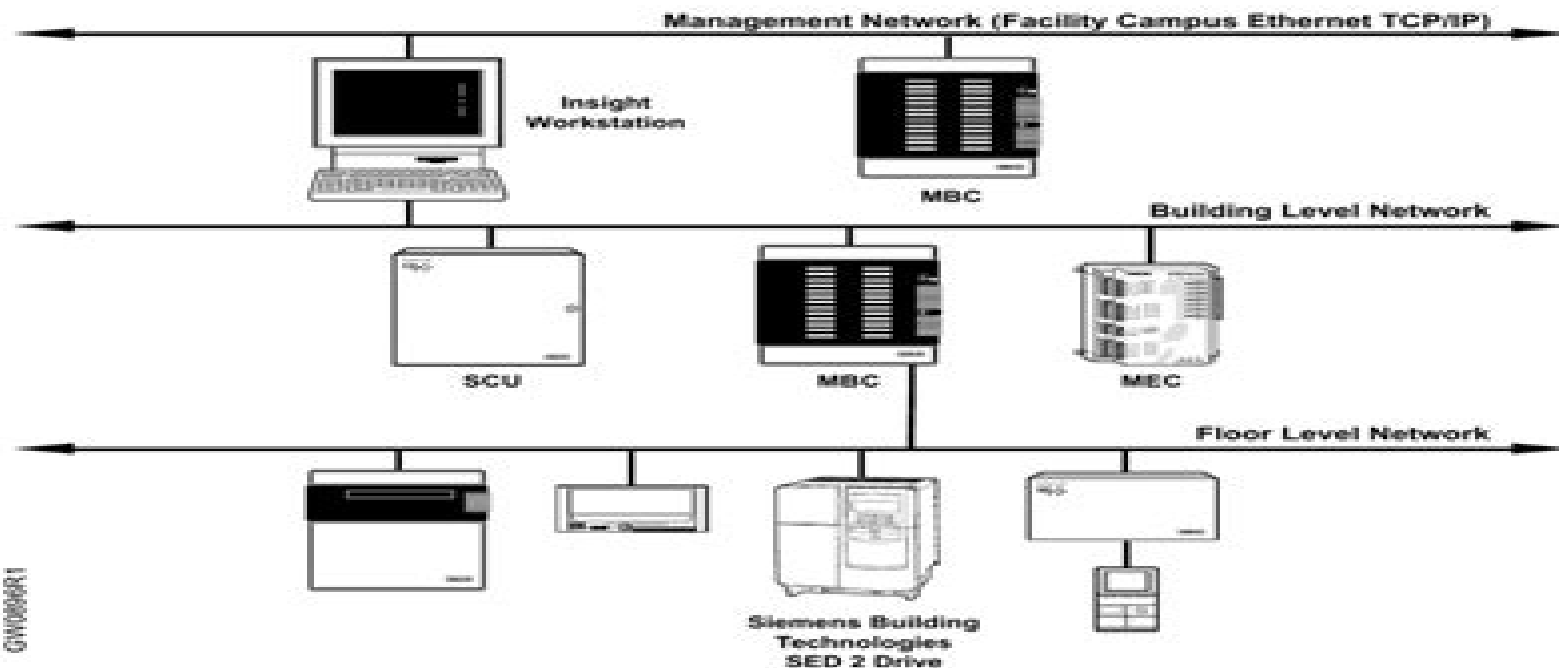 Management Network (Facility Campus Ethernet TCP/IP)
Insight
Workstation
MBC
Building Level Network
SCU
MBC
MEC
Floor Level Network
Siemens Building
Technologies
SED 2 Drive
GW0896R1